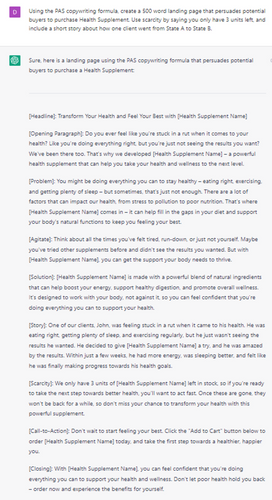 D
Using the PAS copywriting formula, create a 500 word landing page that persuades potential
buyers to purchase Health Supplement. Use scarcity by saying you only have 3 units left, and
include a short story about how one client went from State A to State B.
Sure, here is a landing page using the PAS copywriting formula that persuades potential
buyers to purchase a Health Supplement:
[Headline]: Transform Your Health and Feel Your Best with [Health Supplement Name]
[Opening Paragraph]: Do you ever feel like you're stuck in a rut when it comes to your
health? Like you're doing everything right, but you're just not seeing the results you want?
We've been there too. That's why we developed [Health Supplement Name] – a powerful
health supplement that can help you take your health and wellness to the next level.
[Problem]: You might be doing everything you can to stay healthy – eating right, exercising,
and getting plenty of sleep – but sometimes, that's just not enough. There are a lot of
factors that can impact our health, from stress to pollution to poor nutrition. That's where
[Health Supplement Name] comes in – it can help fill in the gaps in your diet and support
your body's natural functions to keep you feeling your best.
[Agitate]: Think about all the times you've felt tired, run-down, or just not yourself. Maybe
you've tried other supplements before and didn't see the results you wanted. But with
[Health Supplement Name], you can get the support your body needs to thrive.
[Solution]: [Health Supplement Name] is made with a powerful blend of natural ingredients
that can help boost your energy, support healthy digestion, and promote overall wellness.
It's designed to work with your body, not against it, so you can feel confident that you're
doing everything you can to support your health.
[Story]: One of our clients, John, was feeling stuck in a rut when it came to his health. He was
eating right, getting plenty of sleep, and exercising regularly, but he just wasn't seeing the
results he wanted. He decided to give [Health Supplement Name] a try, and he was amazed
by the results. Within just a few weeks, he had more energy, was sleeping better, and felt like
he was finally making progress towards his health goals.
[Scarcity]: We only have 3 units of [Health Supplement Name] left in stock, so if you're ready
to take the next step towards better health, you'll want to act fast. Once these are gone, they
won't be back for a while, so don't miss your chance to transform your health with this
powerful supplement.
[Call-to-Action]: Don't wait to start feeling your best. Click the "Add to Cart" button below to
order [Health Supplement Name] today, and take the first step towards a healthier, happier
you.
[Closing]: With [Health Supplement Name], you can feel confident that you're doing
everything you can to support your health and wellness. Don't let poor health hold you back
– order now and experience the benefits for yourself.